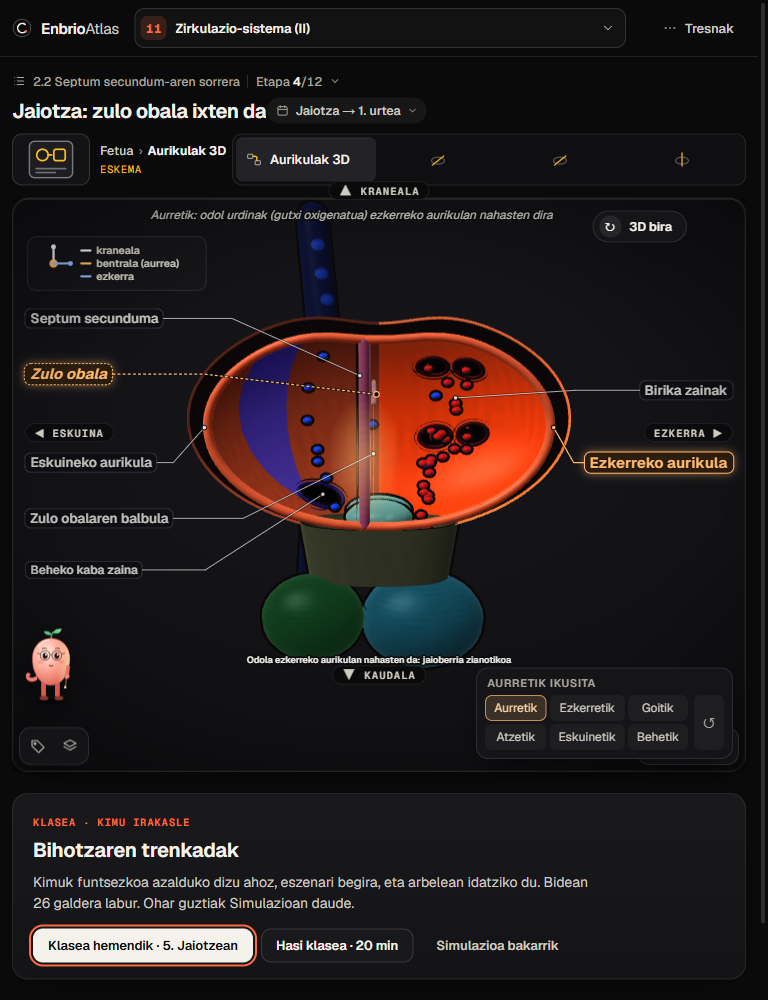 EnbrioAtlas
11 Zirkulazio-sistema (II)
··· Tresnak
2.2 Septum secundum-aren sorrera
Etapa 4/12
Jaiotza: zulo obala ixten da
Jaiotza → 1. urtea
Fetua › Aurikulak 3D
ESKEMA
Aurikulak 3D
▲ KRANEALA
Aurretik: odol urdinak (gutxi oxigenatua) ezkerreko aurikulan nahasten dira
↻ 3D bira
kraneala
bentrala (aurrea)
ezkerra
Septum secunduma
Zulo obala
Birika zainak
◀ ESKUINA
EZKERRA ▶
Eskuineko aurikula
Ezkerreko aurikula
Zulo obalaren balbula
Beheko kaba zaina
Odola ezkerreko aurikulan nahasten da: jaioberria zianotikoa
▼ KAUDALA
AURRETIK IKUSITA
Aurretik Ezkerretik Goitik
Atzetik Eskuinetik Behetik
↺
KLASEA · KIMU IRAKASLE
Bihotzaren trenkadak
Kimuk funtsezkoa azalduko dizu ahoz, eszenari begira, eta arbelean idatziko du. Bidean
26 galdera labur. Ohar guztiak Simulazioan daude.
Klasea hemendik · 5. Jaiotzean
Hasi klasea · 20 min
Simulazioa bakarrik